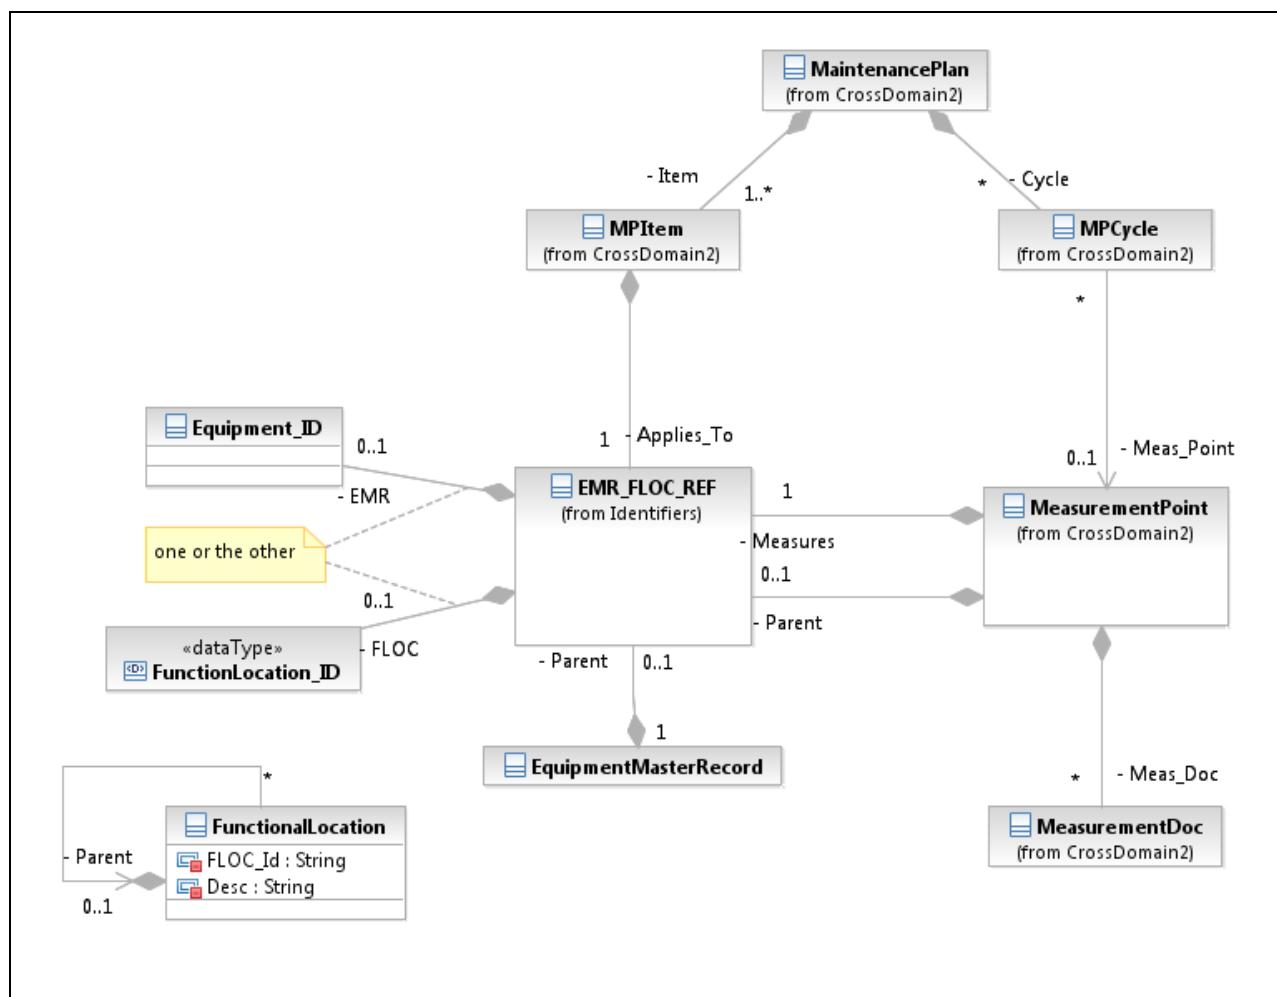 MaintenancePlan
(from CrossDomain2)
- Item
1..*
* - Cycle
MPItem
(from CrossDomain2)
MPCycle
(from CrossDomain2)
*
Equipment_ID
0..1
- EMR
1 - Applies_To
0..1 - Meas_Point
EMR_FLOC_REF
(from Identifiers)
1
- Measures
0..1
- Parent
MeasurementPoint
(from CrossDomain2)
one or the other
0..1
- FLOC
«dataType»
<D> FunctionLocation_ID
- Parent 0..1
1
EquipmentMasterRecord
* - Meas_Doc
MeasurementDoc
(from CrossDomain2)
*
FunctionalLocation
FLOC_Id : String
Desc : String
- Parent
0..1